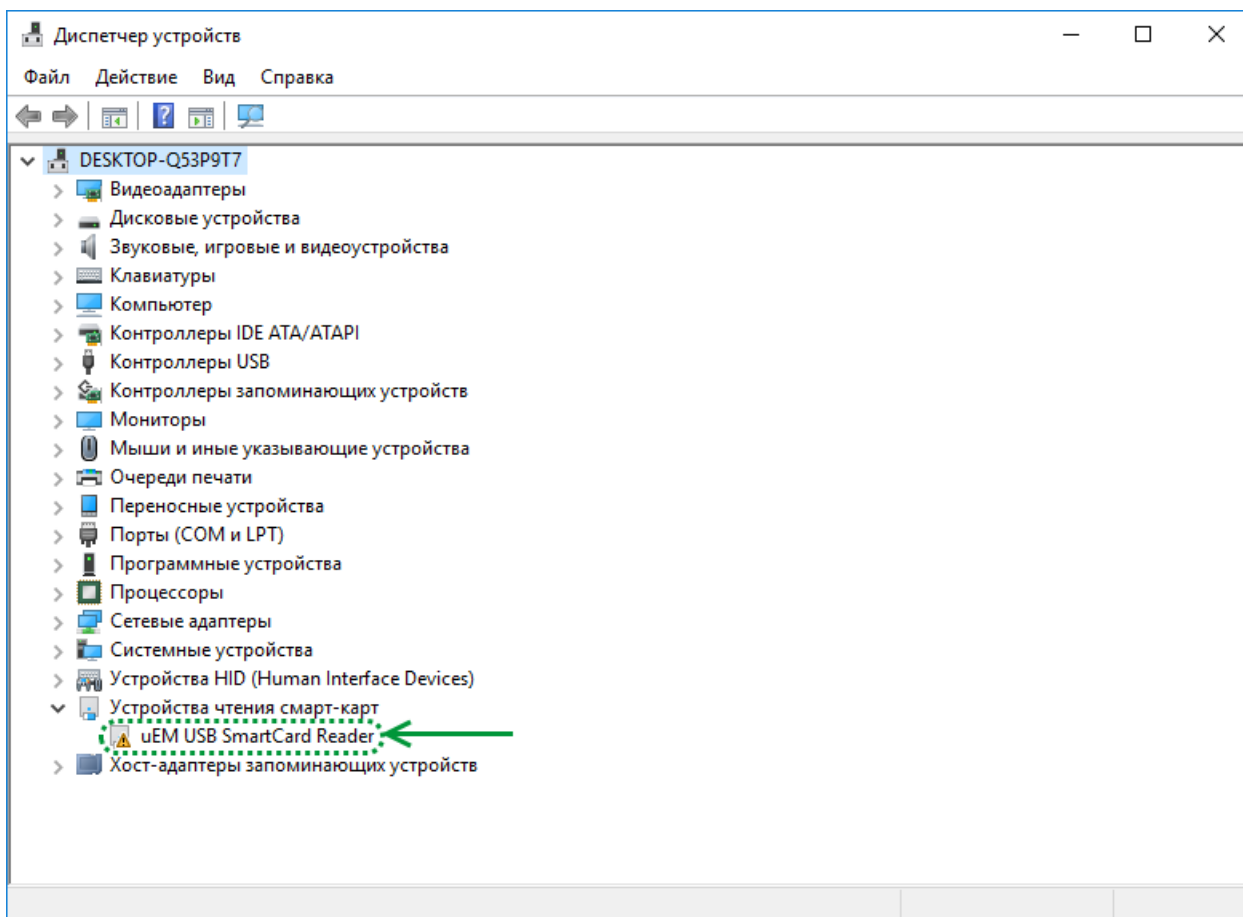 Диспетчер устройств
Файл Действие Вид Справка
DESKTOP-Q53P9T7
Видеоадаптеры
Дисковые устройства
Звуковые, игровые и видеоустройства
Клавиатуры
Компьютер
Контроллеры IDE ATA/ATAPI
Контроллеры USB
Контроллеры запоминающих устройств
Мониторы
Мыши и иные указывающие устройства
Очереди печати
Переносные устройства
Порты (COM и LPT)
Программные устройства
Процессоры
Сетевые адаптеры
Системные устройства
Устройства HID (Human Interface Devices)
Устройства чтения смарт-карт
uEM USB SmartCard Reader
Хост-адаптеры запоминающих устройств